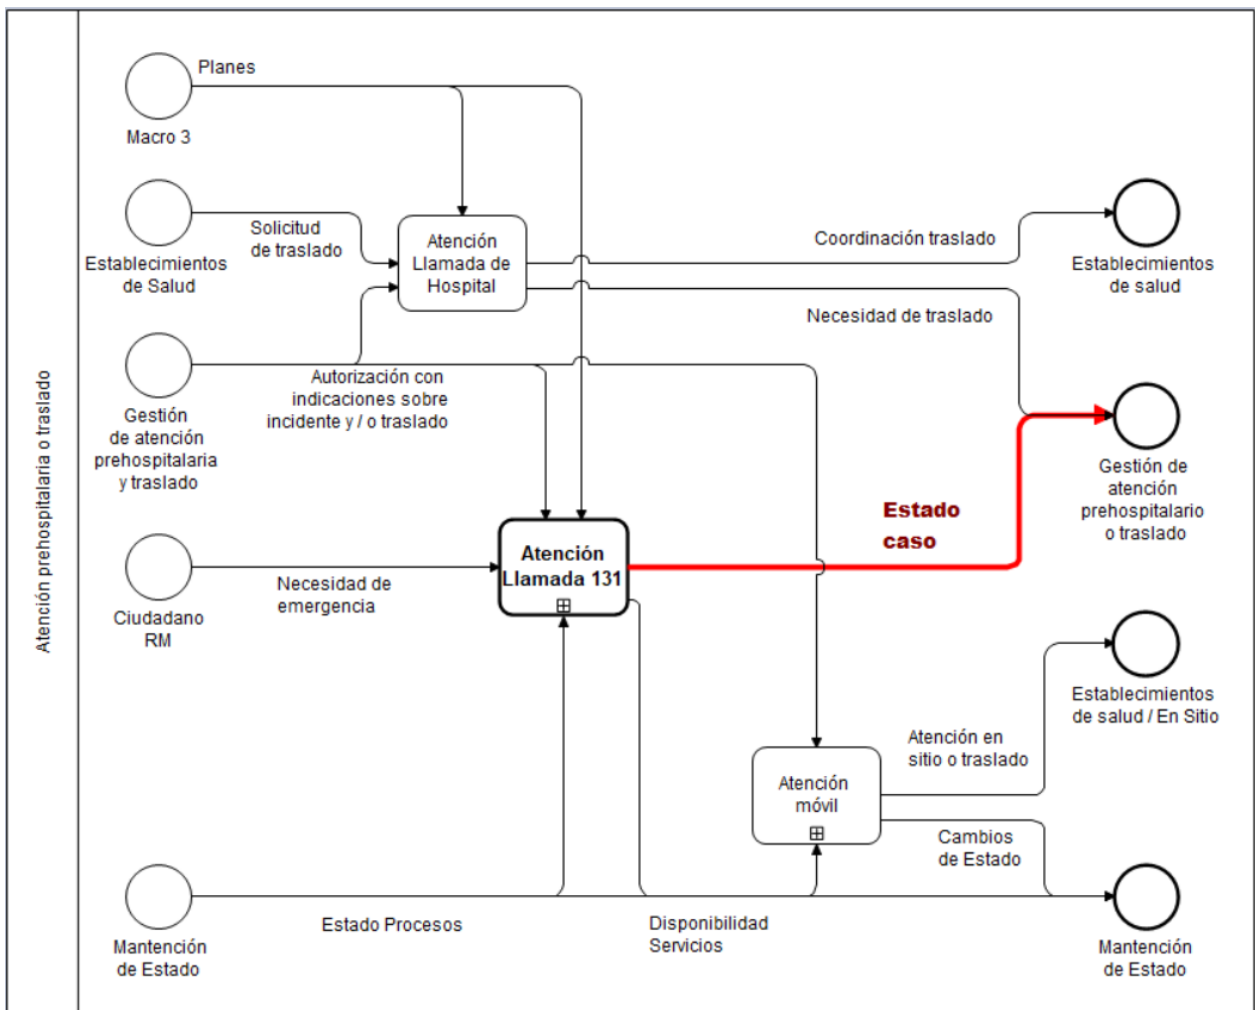 Atención prehospitalaria o traslado
Planes
Macro 3
Solicitud
de traslado
Establecimientos
de Salud
Atención
Llamada de
Hospital
Coordinación traslado
Establecimientos
de salud
Necesidad de traslado
Autorización con
indicaciones sobre
incidente y / o traslado
Gestión
de atención
prehospitalaria
y traslado
Gestión de
atención
prehospitalario
o traslado
Estado
caso
Atención
Llamada 131
Necesidad de
emergencia
Ciudadano
RM
Establecimientos
de salud / En Sitio
Atención en
sitio o traslado
Atención
móvil
Cambios
de Estado
Estado Procesos
Disponibilidad
Servicios
Mantención
de Estado
Mantención
de Estado